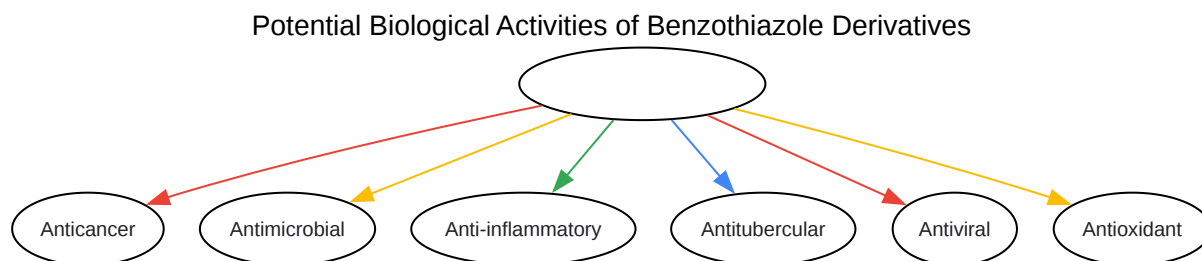 Potential Biological Activities of Benzothiazole Derivatives
Anticancer
Antimicrobial
Anti-inflammatory
Antitubercular
Antiviral
Antioxidant